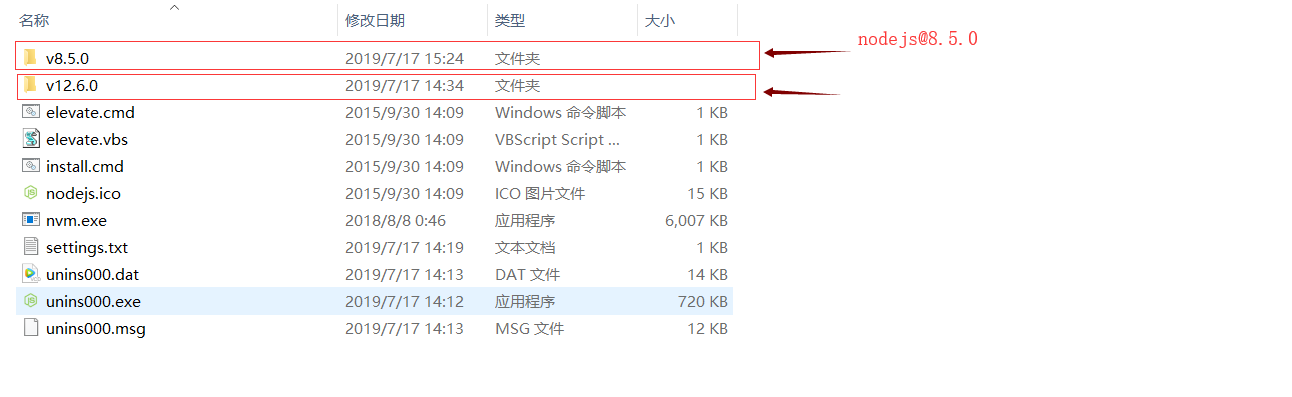 名称 修改日期 类型 大小
nodejs@8.5.0
v8.5.0 2019/7/17 15:24 文件夹
v12.6.0 2019/7/17 14:34 文件夹
elevate.cmd 2015/9/30 14:09 Windows 命令脚本 1 KB
elevate.vbs 2015/9/30 14:09 VBScript Script ... 1 KB
install.cmd 2015/9/30 14:09 Windows 命令脚本 1 KB
nodejs.ico 2015/9/30 14:09 ICO 图片文件 15 KB
nvm.exe 2018/8/8 0:46 应用程序 6,007 KB
settings.txt 2019/7/17 14:19 文本文档 1 KB
unins000.dat 2019/7/17 14:13 DAT 文件 14 KB
unins000.exe 2019/7/17 14:12 应用程序 720 KB
unins000.msg 2019/7/17 14:13 MSG 文件 12 KB